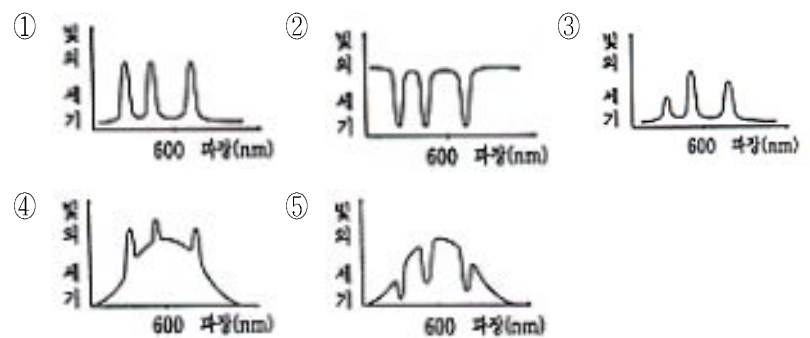 ①
빛의 세기
600 파장(nm)
②
빛의 세기
600 파장(nm)
③
빛의 세기
600 파장(nm)
④
빛의 세기
600 파장(nm)
⑤
빛의 세기
600 파장(nm)